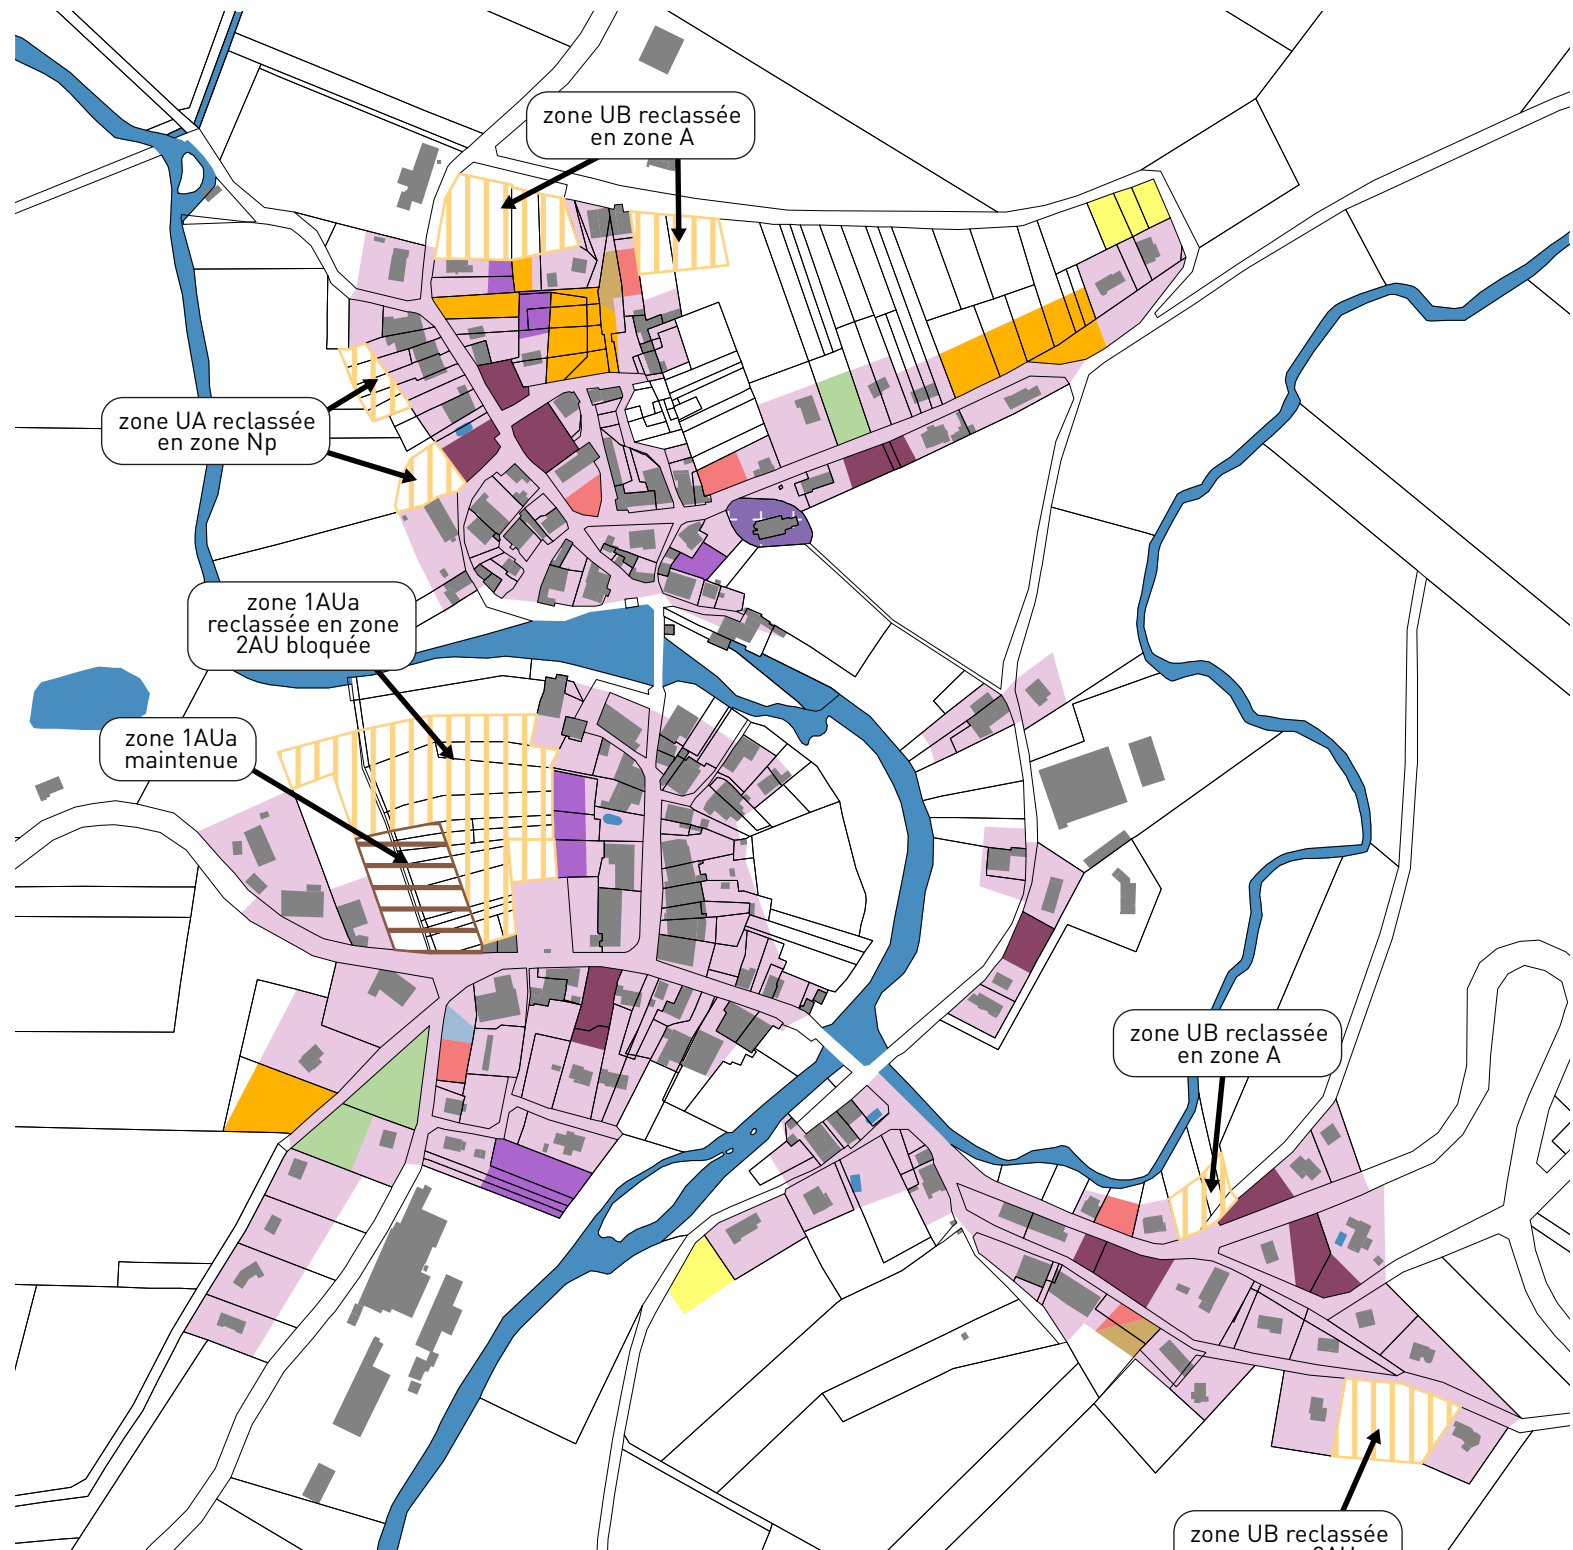 zone UB reclassée
en zone A
zone UA reclassée
en zone Np
zone 1AUa
reclassée en zone
2AU bloquée
zone 1AUa
maintenue
zone UB reclassée
en zone A
zone UB reclassée